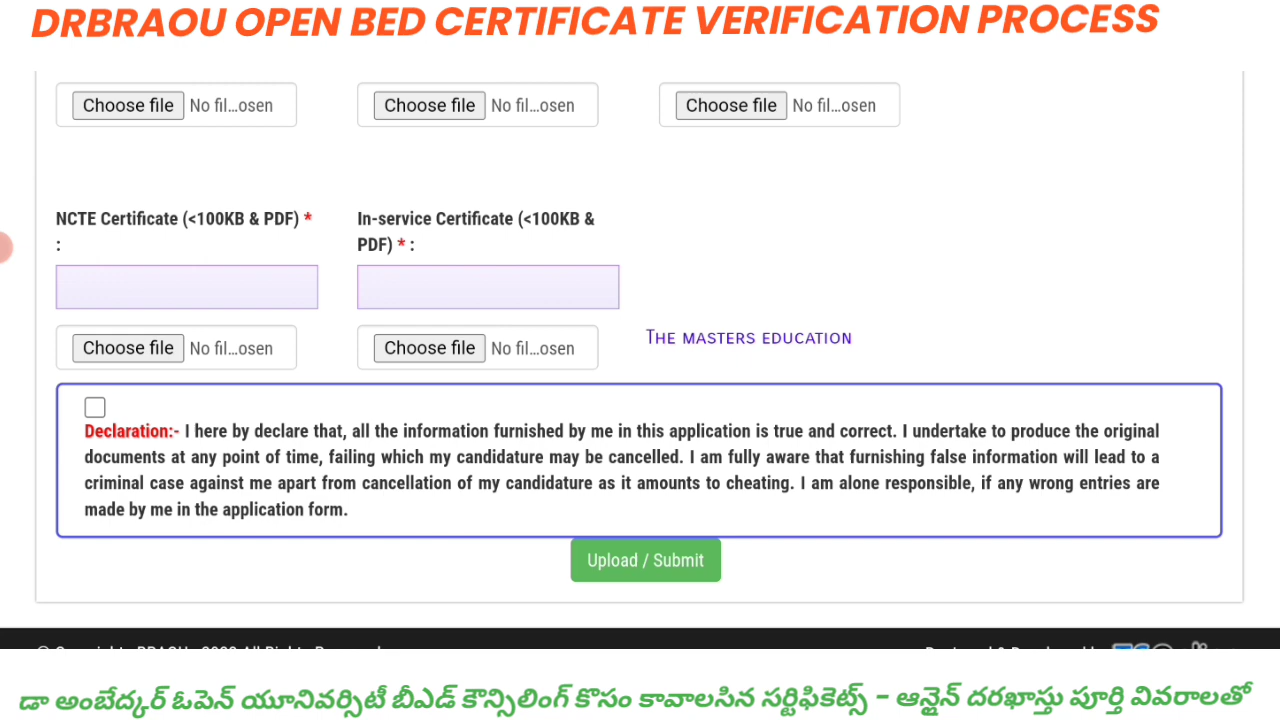 DRBRAOU OPEN BED CERTIFICATE VERIFICATION PROCESS
Choose file No fil...osen Choose file No fil...osen Choose file No fil...osen
NCTE Certificate (<100KB & PDF) *
:
In-service Certificate (<100KB &
PDF) * :
Choose file No fil...osen Choose file No fil...osen
THE MASTERS EDUCATION
Declaration:- I here by declare that, all the information furnished by me in this application is true and correct. I undertake to produce the original
documents at any point of time, failing which my candidature may be cancelled. I am fully aware that furnishing false information will lead to a
criminal case against me apart from cancellation of my candidature as it amounts to cheating. I am alone responsible, if any wrong entries are
made by me in the application form.
Upload / Submit
డా అంబేద్కర్ ఓపెన్ యూనివర్సిటీ బీఎడ్ కౌన్సిలింగ్ కొసం కావాలసిన సర్టిఫికెట్స్ - ఆన్లైన్ దరఖాస్తు పూర్తి వివరాలతో